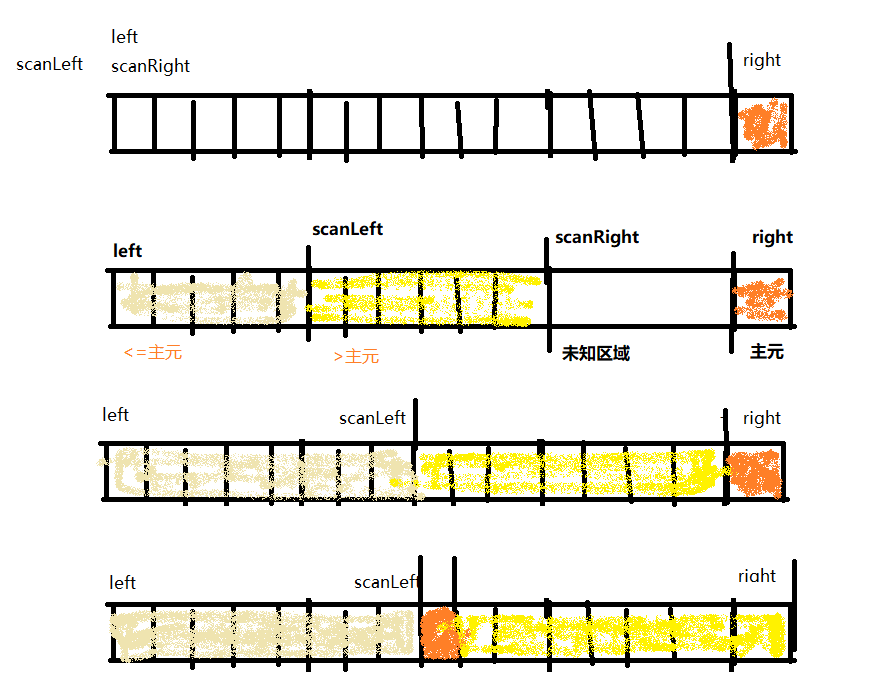 left
scanLeft
scanRight
right
scanLeft
left
scanRight
right
<=主元
>主元
未知区域
主元
left
scanLeft
right
left
scanLeft
right